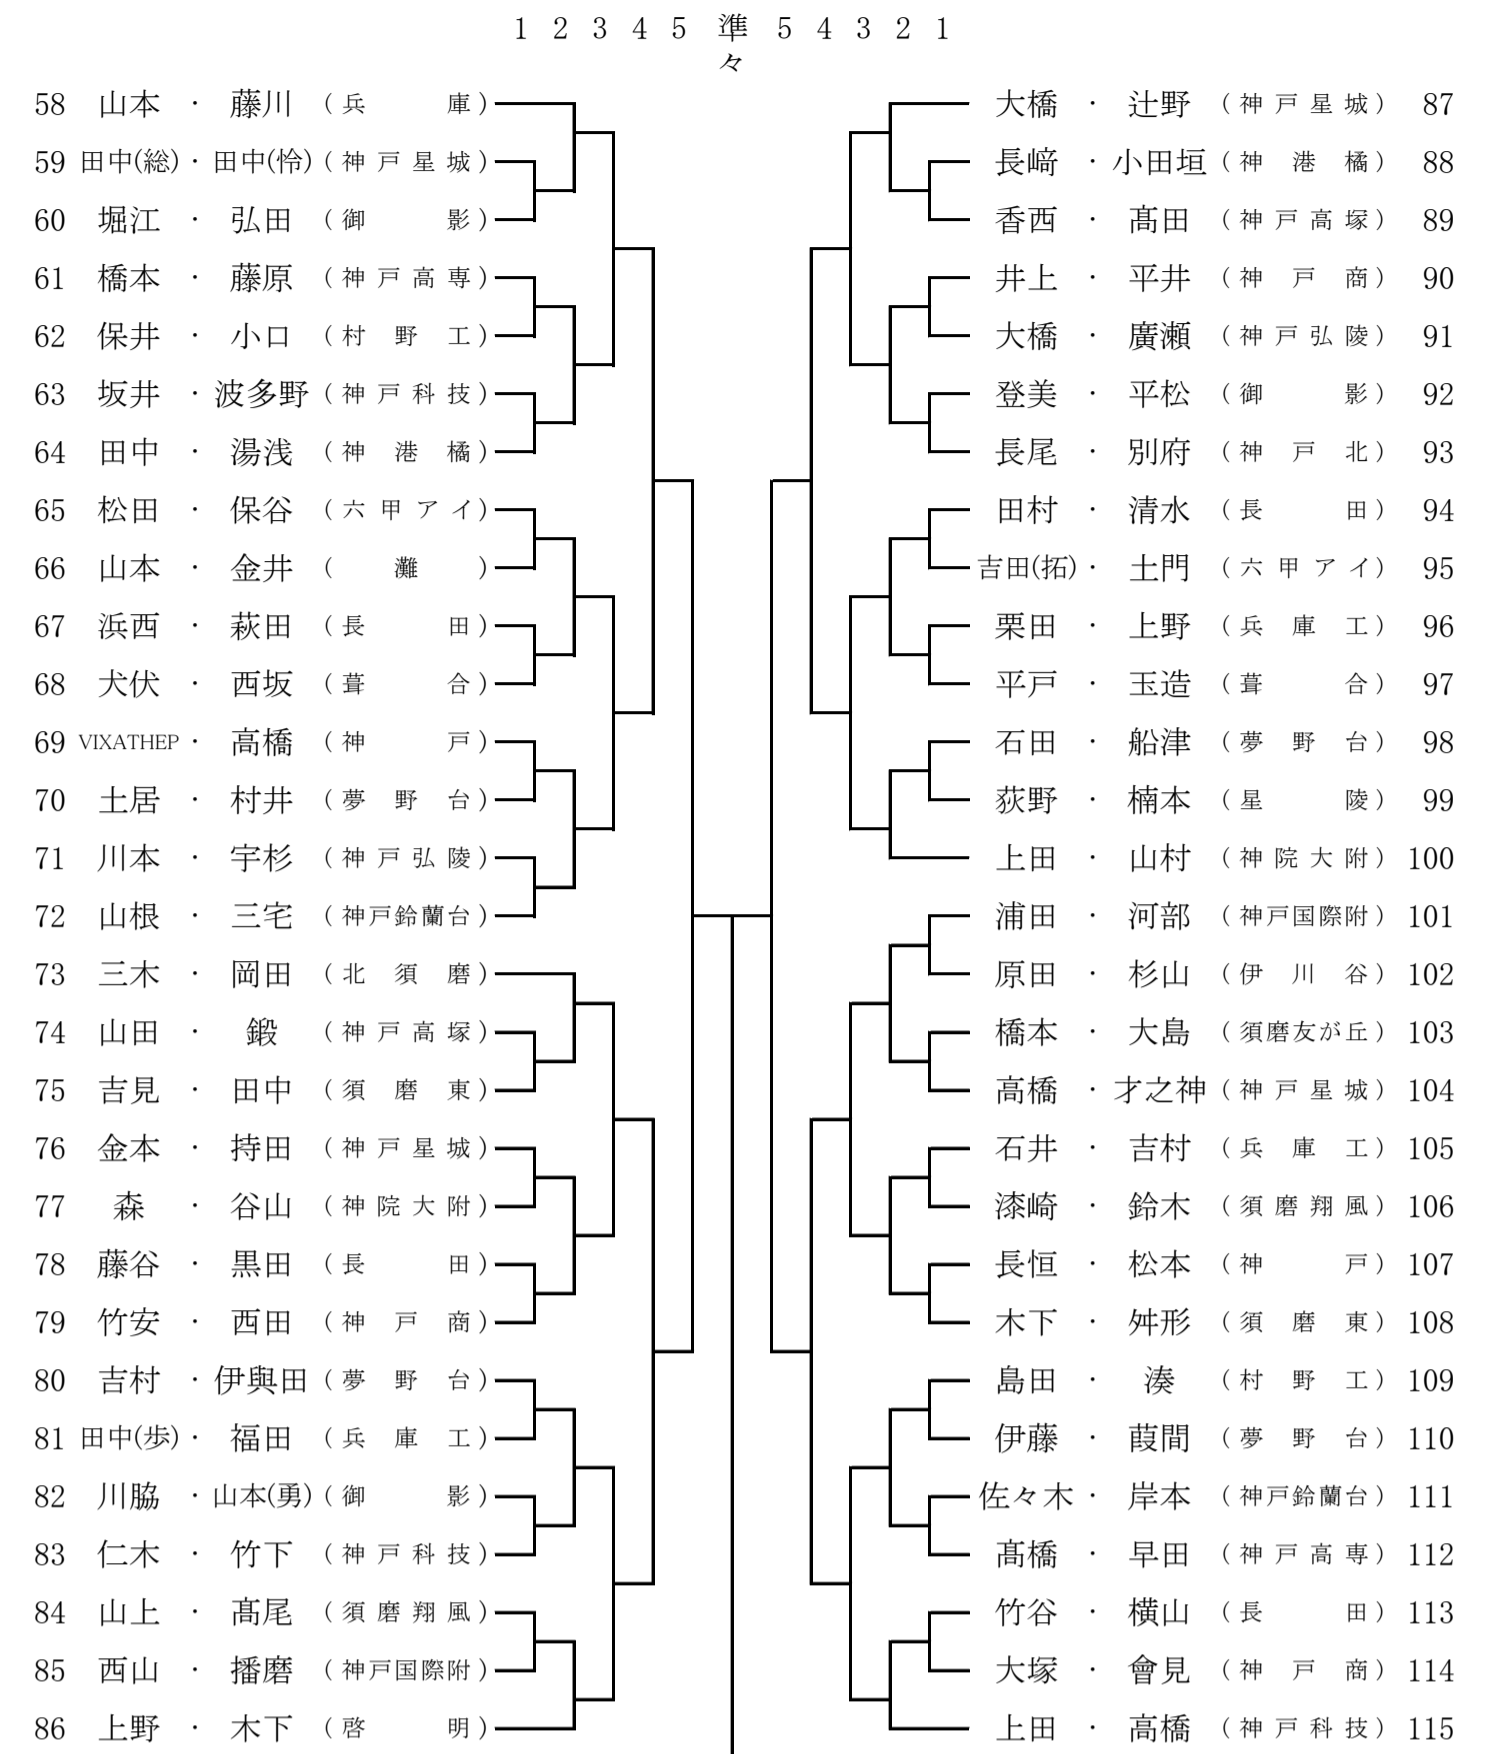 1 2 3 4 5 準々 5 4 3 2 1
58 山本 ・ 藤川 (兵庫)
59 田中(総) ・ 田中(怜) (神戸星城)
60 堀江 ・ 弘田 (御影)
61 橋本 ・ 藤原 (神戸高専)
62 保井 ・ 小口 (村野工)
63 坂井 ・ 波多野 (神戸科技)
64 田中 ・ 湯浅 (神港橘)
65 松田 ・ 保谷 (六甲アイ)
66 山本 ・ 金井 (灘)
67 浜西 ・ 萩田 (長田)
68 犬伏 ・ 西坂 (葺合)
69 VIXATHEP ・ 高橋 (神戸)
70 土居 ・ 村井 (夢野台)
71 川本 ・ 宇杉 (神戸弘陵)
72 山根 ・ 三宅 (神戸鈴蘭台)
73 三木 ・ 岡田 (北須磨)
74 山田 ・ 鍛 (神戸高塚)
75 吉見 ・ 田中 (須磨東)
76 金本 ・ 持田 (神戸星城)
77 森 ・ 谷山 (神院大附)
78 藤谷 ・ 黒田 (長田)
79 竹安 ・ 西田 (神戸商)
80 吉村 ・ 伊與田 (夢野台)
81 田中(歩) ・ 福田 (兵庫工)
82 川脇 ・ 山本(勇) (御影)
83 仁木 ・ 竹下 (神戸科技)
84 山上 ・ 髙尾 (須磨翔風)
85 西山 ・ 播磨 (神戸国際附)
86 上野 ・ 木下 (啓明)
大橋 ・ 辻野 (神戸星城) 87
長﨑 ・ 小田垣 (神港橘) 88
香西 ・ 髙田 (神戸高塚) 89
井上 ・ 平井 (神戸商) 90
大橋 ・ 廣瀬 (神戸弘陵) 91
登美 ・ 平松 (御影) 92
長尾 ・ 別府 (神戸北) 93
田村 ・ 清水 (長田) 94
吉田(拓) ・ 土門 (六甲アイ) 95
栗田 ・ 上野 (兵庫工) 96
平戸 ・ 玉造 (葺合) 97
石田 ・ 船津 (夢野台) 98
荻野 ・ 楠本 (星陵) 99
上田 ・ 山村 (神院大附) 100
浦田 ・ 河部 (神戸国際附) 101
原田 ・ 杉山 (伊川谷) 102
橋本 ・ 大島 (須磨友が丘) 103
高橋 ・ 才之神 (神戸星城) 104
石井 ・ 吉村 (兵庫工) 105
漆崎 ・ 鈴木 (須磨翔風) 106
長恒 ・ 松本 (神戸) 107
木下 ・ 舛形 (須磨東) 108
島田 ・ 湊 (村野工) 109
伊藤 ・ 葭間 (夢野台) 110
佐々木 ・ 岸本 (神戸鈴蘭台) 111
髙橋 ・ 早田 (神戸高専) 112
竹谷 ・ 横山 (長田) 113
大塚 ・ 會見 (神戸商) 114
上田 ・ 高橋 (神戸科技) 115